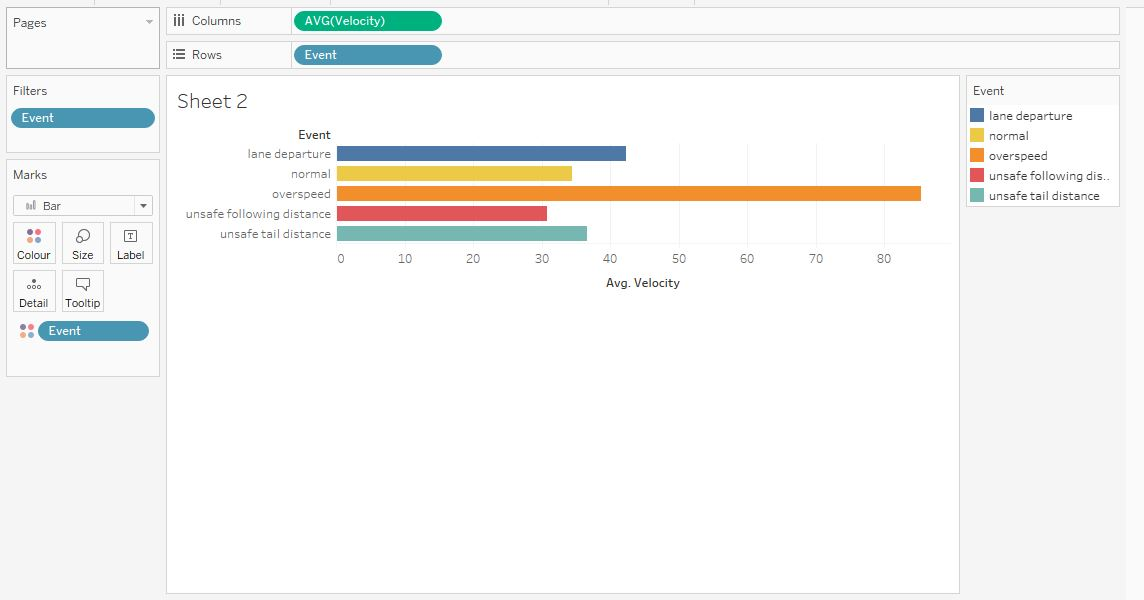 Pages
Columns
AVG(Velocity)
Rows
Event
Filters
Event
Marks
Bar
Colour
Size
Label
Detail
Tooltip
Event
Sheet 2
Event
lane departure
normal
overspeed
unsafe following distance
unsafe tail distance
0 10 20 30 40 50 60 70 80
Avg. Velocity
Event
lane departure
normal
overspeed
unsafe following dis..
unsafe tail distance